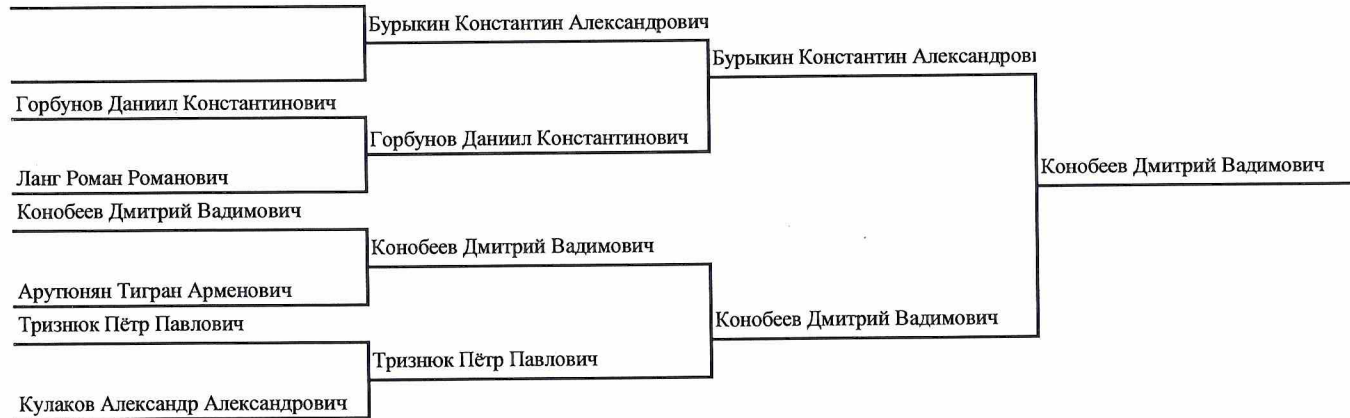 Бурыкин Константин Александрович
Бурыкин Константин Александрови
Горбунов Даниил Константинович
Горбунов Даниил Константинович
Ланг Роман Романович
Конобеев Дмитрий Вадимович
Конобеев Дмитрий Вадимович
Конобеев Дмитрий Вадимович
Арутюнян Тигран Арменович
Тризнюк Пётр Павлович
Конобеев Дмитрий Вадимович
Тризнюк Пётр Павлович
Кулаков Александр Александрович